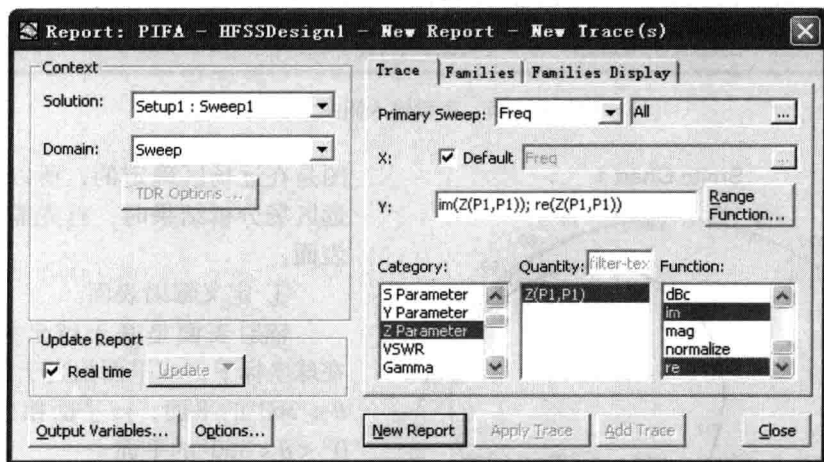 Report: PIFA - HFSSDesign1 - New Report - New Trace(s)
Context
Solution:
Setup1 : Sweep1
Domain:
Sweep
TDR Options ...
Update Report
Real time
Update
Output Variables...
Options...
Trace
Families
Families Display
Primary Sweep:
Freq
All
...
X:
Default
Freq
...
Y:
im(Z(P1,P1)); re(Z(P1,P1))
Range
Function...
Category:
S Parameter
Y Parameter
Z Parameter
VSWR
Gamma
Quantity:
filter-tex
Z(P1,P1)
Function:
dBc
im
mag
normalize
re
New Report
Apply Trace
Add Trace
Close